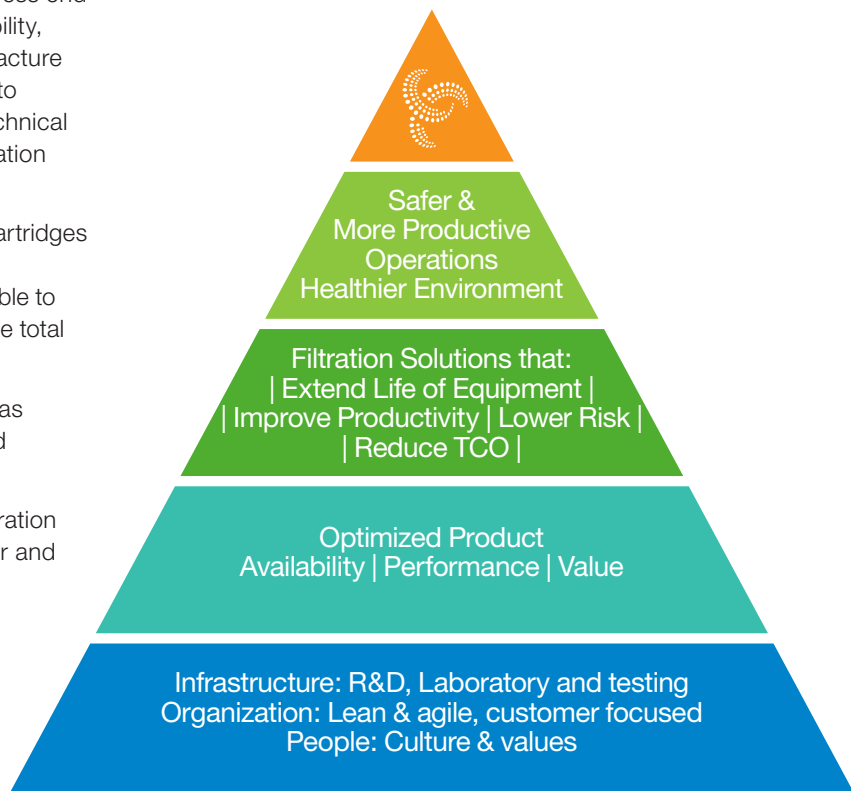 bility,
acture
to
chnical
ation
artridges
ble to
e total
as
d
ration
r and
Safer &
More Productive
Operations
Healthier Environment
Filtration Solutions that:
| Extend Life of Equipment |
| Improve Productivity | Lower Risk |
| Reduce TCO |
Optimized Product
Availability | Performance | Value
Infrastructure: R&D, Laboratory and testing
Organization: Lean & agile, customer focused
People: Culture & values